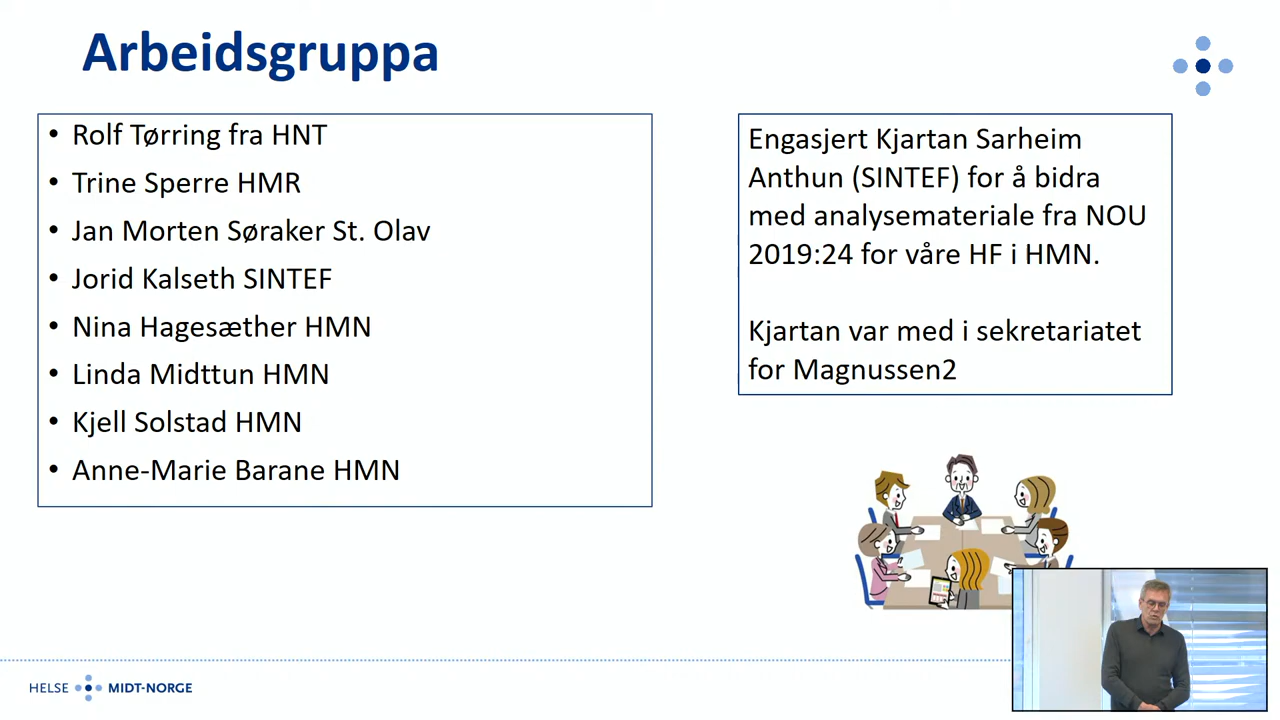 Arbeidsgruppa
• Rolf Tørring fra HNT
• Trine Sperre HMR
• Jan Morten Søraker St. Olav
• Jorid Kalseth SINTEF
• Nina Hagesæther HMN
• Linda Midttun HMN
• Kjell Solstad HMN
• Anne-Marie Barane HMN
Engasjert Kjartan Sarheim
Anthun (SINTEF) for å bidra
med analysemateriale fra NOU
2019:24 for våre HF i HMN.
Kjartan var med i sekretariatet
for Magnussen2
HELSE MIDT-NORGE